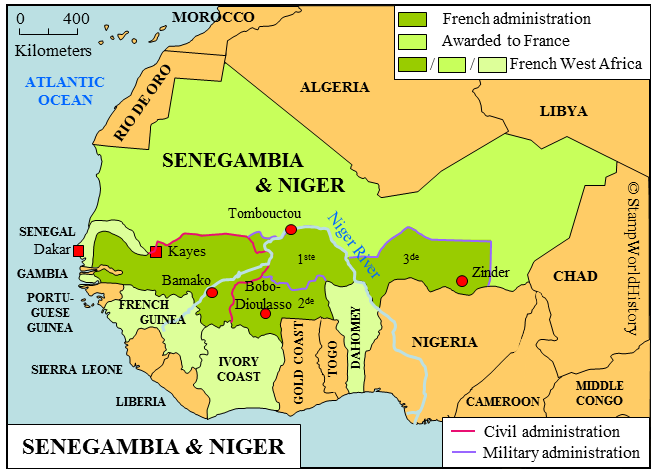 0 400
Kilometers
MOROCCO
French administration
Awarded to France
/ / French West Africa
ATLANTIC
OCEAN
RIO DE ORO
ALGERIA
LIBYA
SENEGAMBIA
& NIGER
© StampWorldHistory
Tombouctou
Niger River
SENEGAL
Dakar
Kayes
1ste
3de
Zinder
GAMBIA
Bamako
Bobo-
Dioulasso
2de
CHAD
PORTU-
GUESE
GUINEA
FRENCH
GUINEA
DAHOMEY
NIGERIA
SIERRA LEONE
IVORY
COAST
GOLD COAST
TOGO
LIBERIA
CAMEROON
MIDDLE
CONGO
SENEGAMBIA & NIGER
Civil administration
Military administration